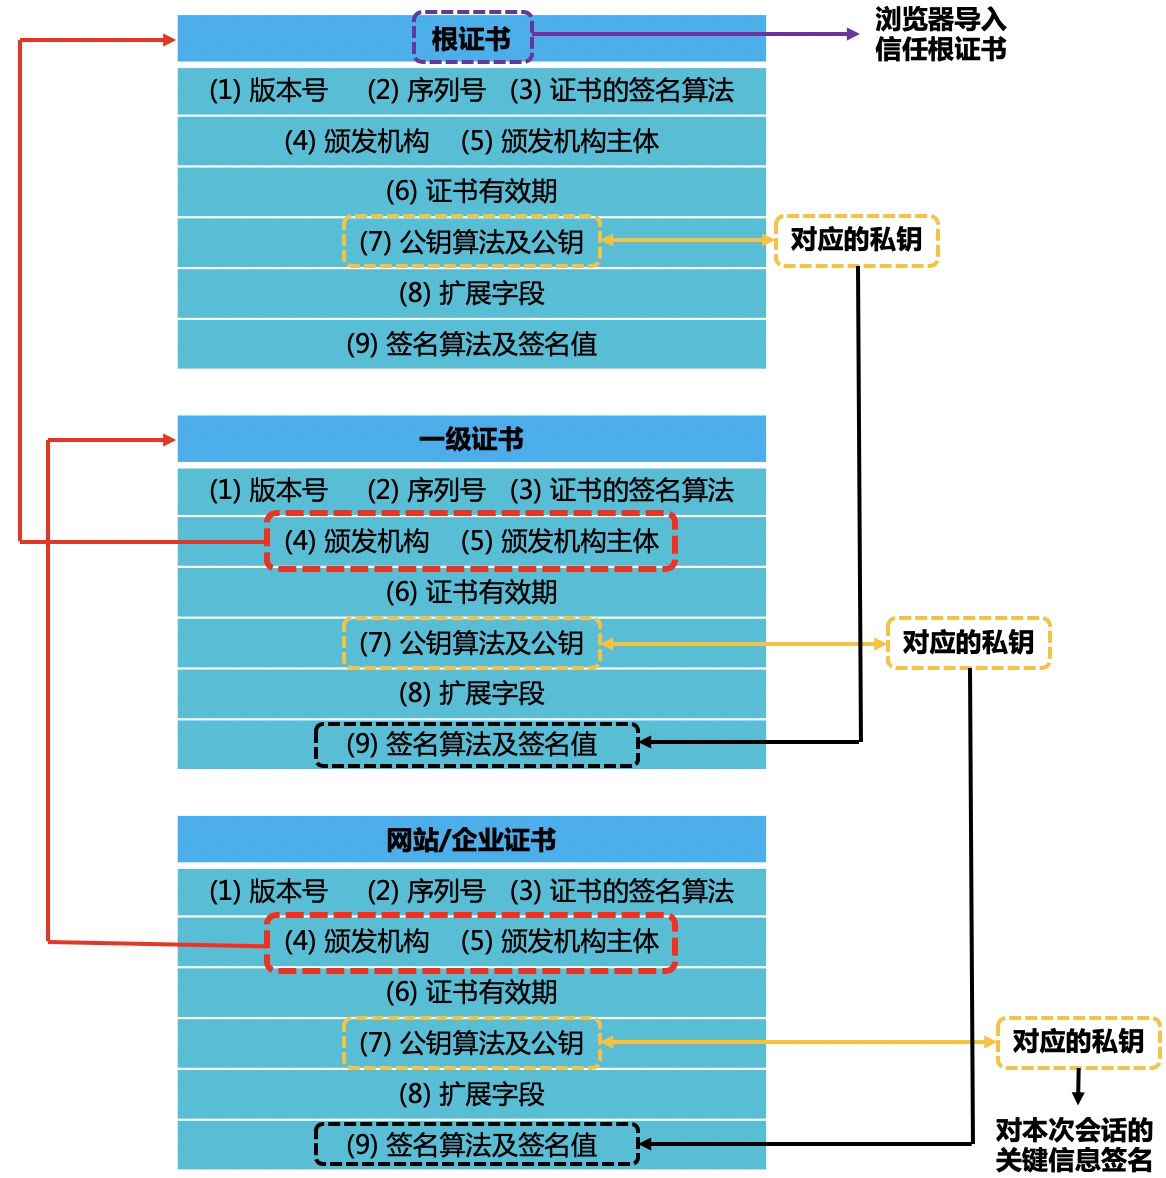 根证书
浏览器导入
信任根证书
(1) 版本号 (2) 序列号 (3) 证书的签名算法
(4) 颁发机构 (5) 颁发机构主体
(6) 证书有效期
(7) 公钥算法及公钥 对应的私钥
(8) 扩展字段
(9) 签名算法及签名值
一级证书
(1) 版本号 (2) 序列号 (3) 证书的签名算法
(4) 颁发机构 (5) 颁发机构主体
(6) 证书有效期
(7) 公钥算法及公钥 对应的私钥
(8) 扩展字段
(9) 签名算法及签名值
网站/企业证书
(1) 版本号 (2) 序列号 (3) 证书的签名算法
(4) 颁发机构 (5) 颁发机构主体
(6) 证书有效期
(7) 公钥算法及公钥 对应的私钥
(8) 扩展字段
(9) 签名算法及签名值
对本次会话的
关键信息签名